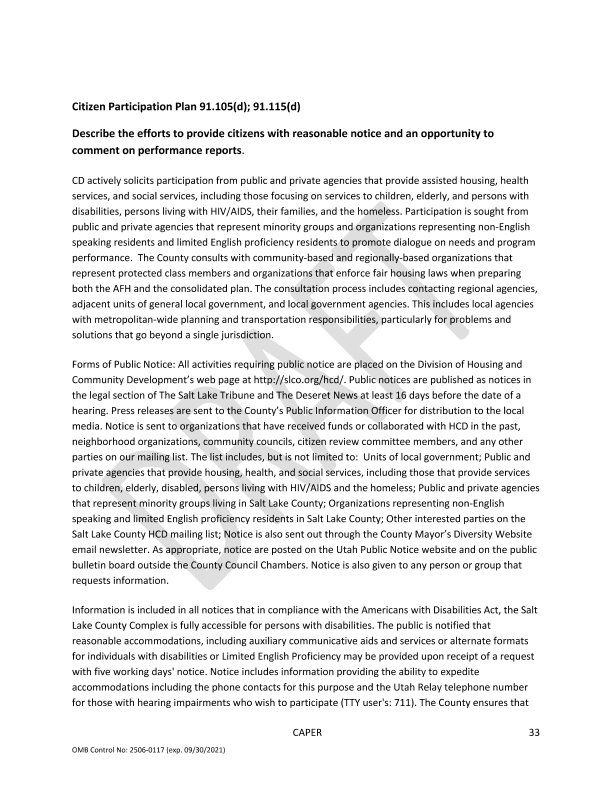 Citizen Participation Plan 91.105(d); 91.115(d)
Describe the efforts to provide citizens with reasonable notice and an opportunity to
comment on performance reports.
CD actively solicits participation from public and private agencies that provide assisted housing, health
services, and social services, including those focusing on services to children, elderly, and persons with
disabilities, persons living with HIV/AIDS, their families, and the homeless. Participation is sought from
public and private agencies that represent minority groups and organizations representing non-English
speaking residents and limited English proficiency residents to promote dialogue on needs and program
performance.  The County consults with community-based and regionally-based organizations that
represent protected class members and organizations that enforce fair housing laws when preparing
both the AFH and the consolidated plan. The consultation process includes contacting regional agencies,
adjacent units of general local government, and local government agencies. This includes local agencies
with metropolitan-wide planning and transportation responsibilities, particularly for problems and
solutions that go beyond a single jurisdiction.
Forms of Public Notice: All activities requiring public notice are placed on the Division of Housing and
Community Development's web page at http://slco.org/hcd/. Public notices are published as notices in
the legal section of The Salt Lake Tribune and The Deseret News at least 16 days before the date of a
hearing. Press releases are sent to the County's Public Information Officer for distribution to the local
media. Notice is sent to organizations that have received funds or collaborated with HCD in the past,
neighborhood organizations, community councils, citizen review committee members, and any other
parties on our mailing list. The list includes, but is not limited to:  Units of local government; Public and
private agencies that provide housing, health, and social services, including those that provide services
to children, elderly, disabled, persons living with HIV/AIDS and the homeless; Public and private agencies
that represent minority groups living in Salt Lake County; Organizations representing non-English
speaking and limited English proficiency residents in Salt Lake County; Other interested parties on the
Salt Lake County HCD mailing list; Notice is also sent out through the County Mayor's Diversity Website
email newsletter. As appropriate, notice are posted on the Utah Public Notice website and on the public
bulletin board outside the County Council Chambers. Notice is also given to any person or group that
requests information.
Information is included in all notices that in compliance with the Americans with Disabilities Act, the Salt
Lake County Complex is fully accessible for persons with disabilities. The public is notified that
reasonable accommodations, including auxiliary communicative aids and services or alternate formats
for individuals with disabilities or Limited English Proficiency may be provided upon receipt of a request
with five working days' notice. Notice includes information providing the ability to expedite
accommodations including the phone contacts for this purpose and the Utah Relay telephone number
for those with hearing impairments who wish to participate (TTY user's: 711). The County ensures that
CAPER 33
OMB Control No: 2506-0117 (exp. 09/30/2021)
DRAFT